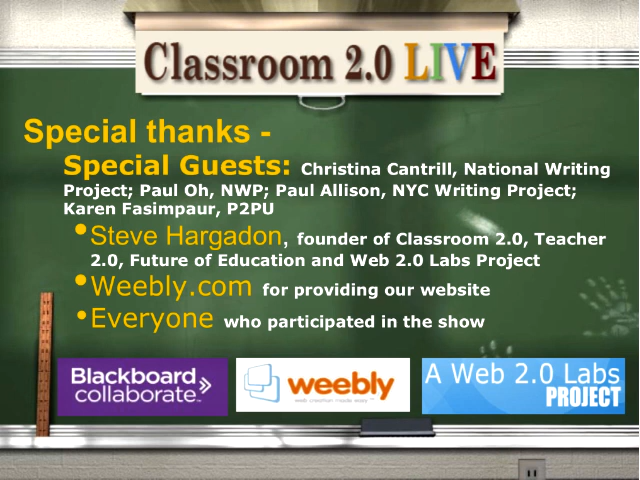 Classroom 2.0 LIVE
Special thanks -
Special Guests: Christina Cantrill, National Writing
Project; Paul Oh, NWP; Paul Allison, NYC Writing Project;
Karen Fasimpaur, P2PU
•Steve Hargadon, founder of Classroom 2.0, Teacher
2.0, Future of Education and Web 2.0 Labs Project
•Weebly.com for providing our website
•Everyone who participated in the show
Blackboard
collaborate™
weebly
web creation made easy™
A Web 2.0 Labs
PROJECT